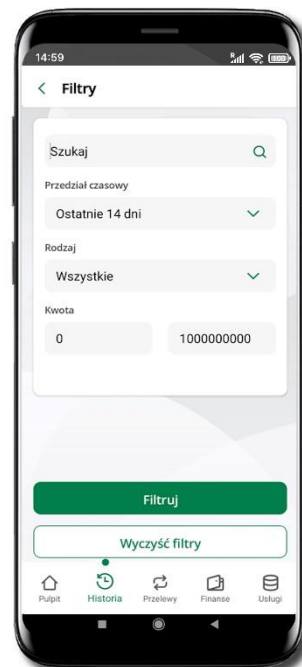 14:59
Filtry
Szukaj
Przedział czasowy
Ostatnie 14 dni
Rodzaj
Wszystkie
Kwota
0 1000000000
Filtruj
Wyczyść filtry
Pulpit Historia Przelewy Finanse Usługi